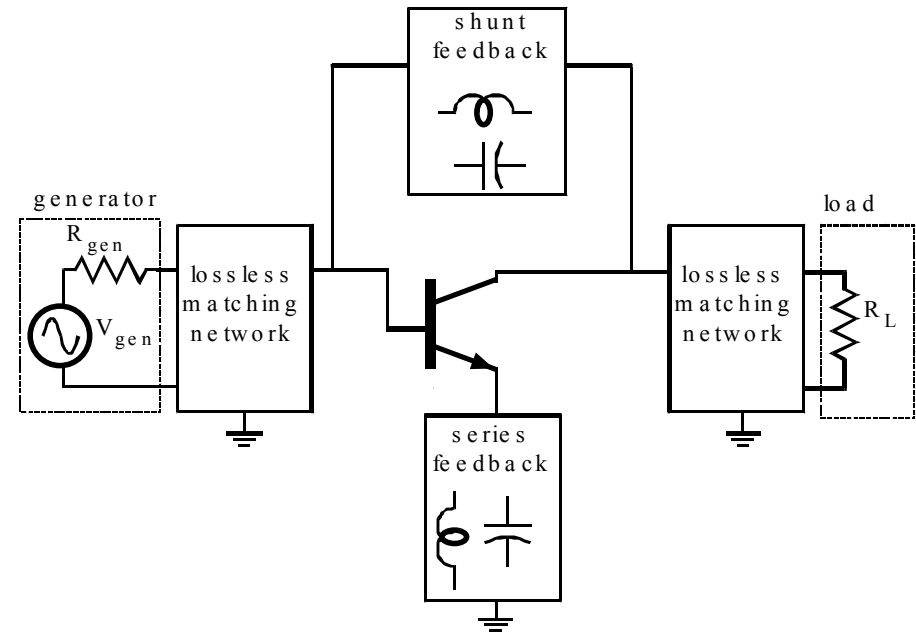 shunt
feedback
generator
R gen
V gen
lossless
matching
network
lossless
matching
network
load
R L
series
feedback